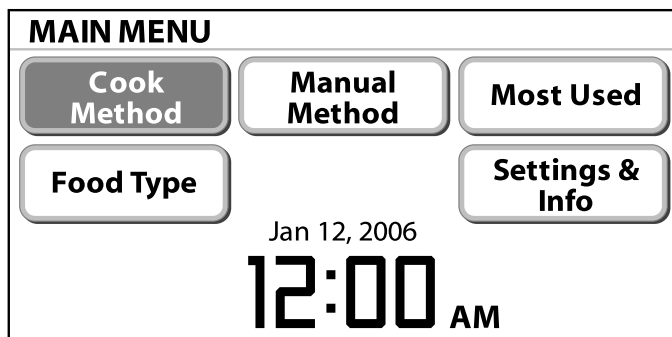 MAIN MENU
Cook
Method
Manual
Method
Most Used
Food Type
Settings &
Info
Jan 12, 2006
12:00 AM